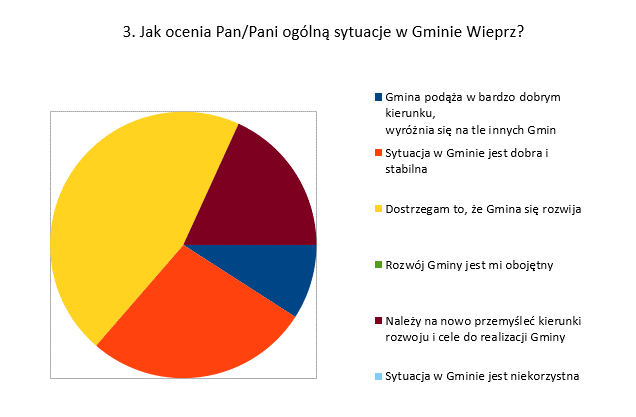 3. Jak ocenia Pan/Pani ogólną sytuacje w Gminie Wieprz?
Gmina podąża w bardzo dobrym
kierunku,
wyróżnia się na tle innych Gmin
Sytuacja w Gminie jest dobra i
stabilna
Dostrzegam to, że Gmina się rozwija
Rozwój Gminy jest mi obojętny
Należy na nowo przemyśleć kierunki
rozwoju i cele do realizacji Gminy
Sytuacja w Gminie jest niekorzystna